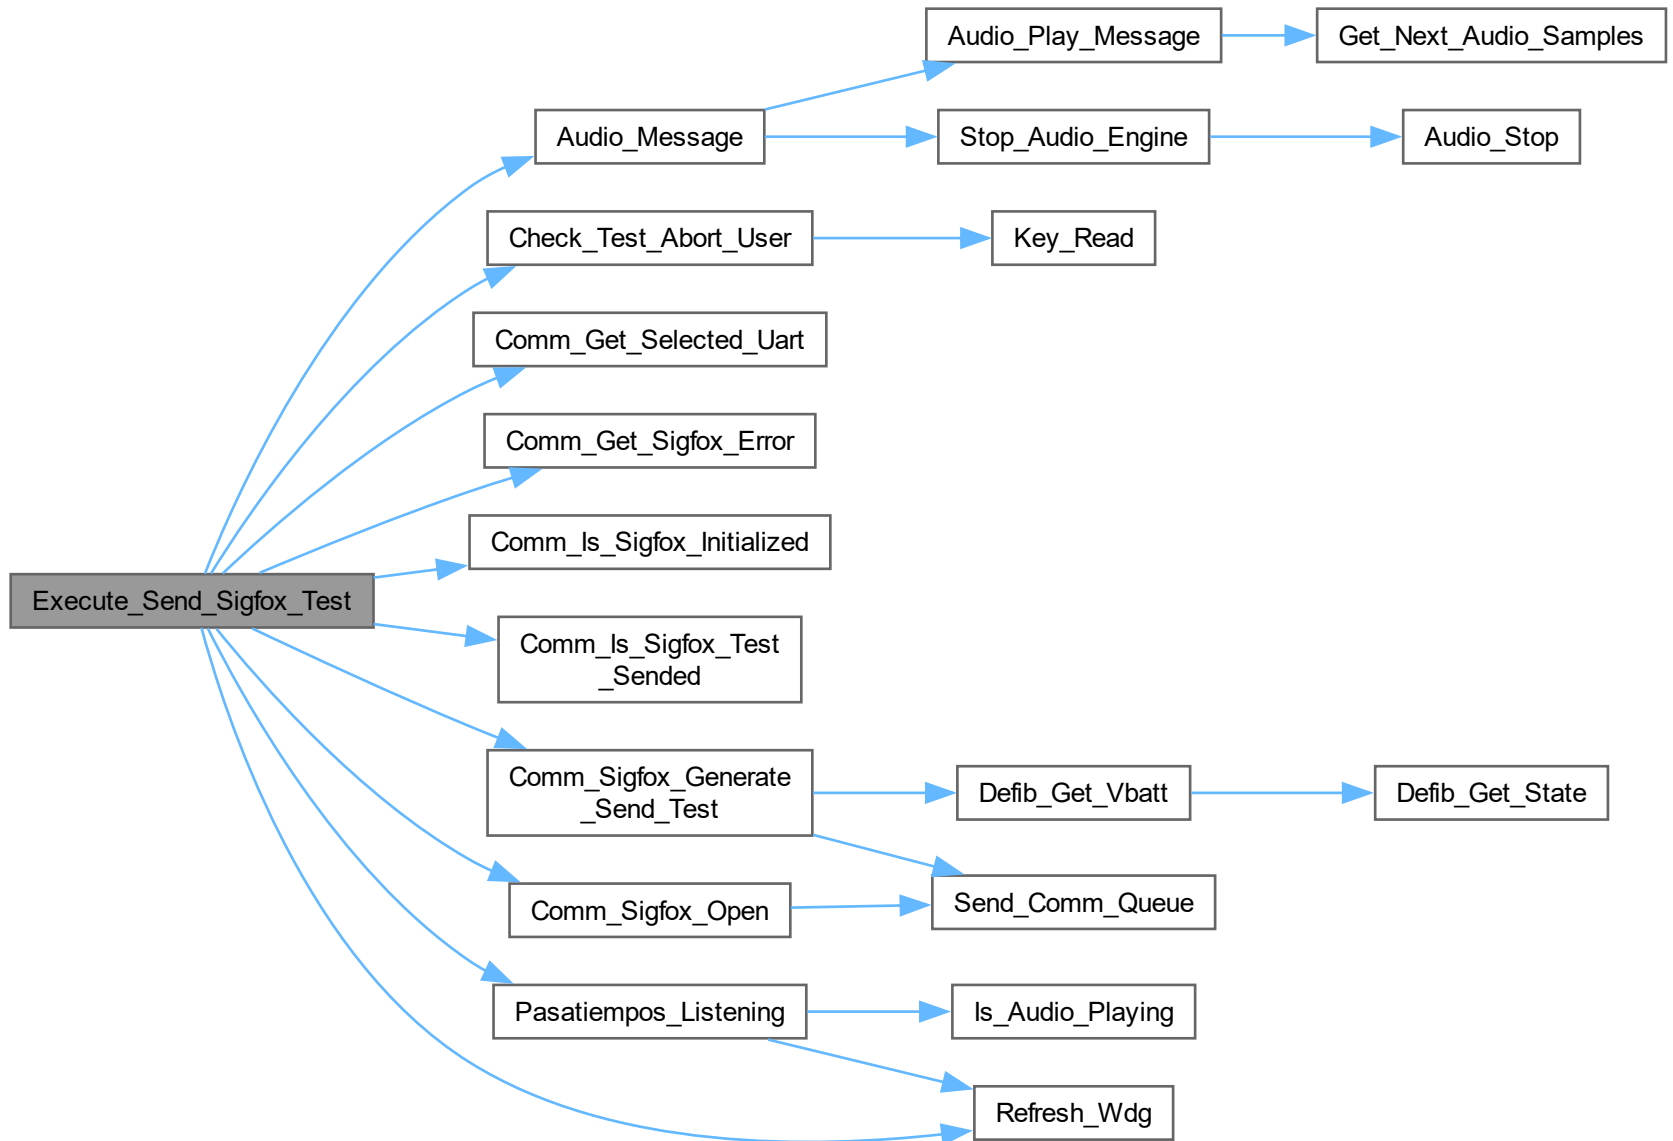 Audio_Play_Message
Get_Next_Audio_Samples
Audio_Message
Stop_Audio_Engine
Audio_Stop
Check_Test_Abort_User
Key_Read
Comm_Get_Selected_Uart
Comm_Get_Sigfox_Error
Comm_Is_Sigfox_Initialized
Execute_Send_Sigfox_Test
Comm_Is_Sigfox_Test
_Sended
Comm_Sigfox_Generate
_Send_Test
Defib_Get_Vbatt
Defib_Get_State
Comm_Sigfox_Open
Send_Comm_Queue
Pasatiempos_Listening
Is_Audio_Playing
Refresh_Wdg